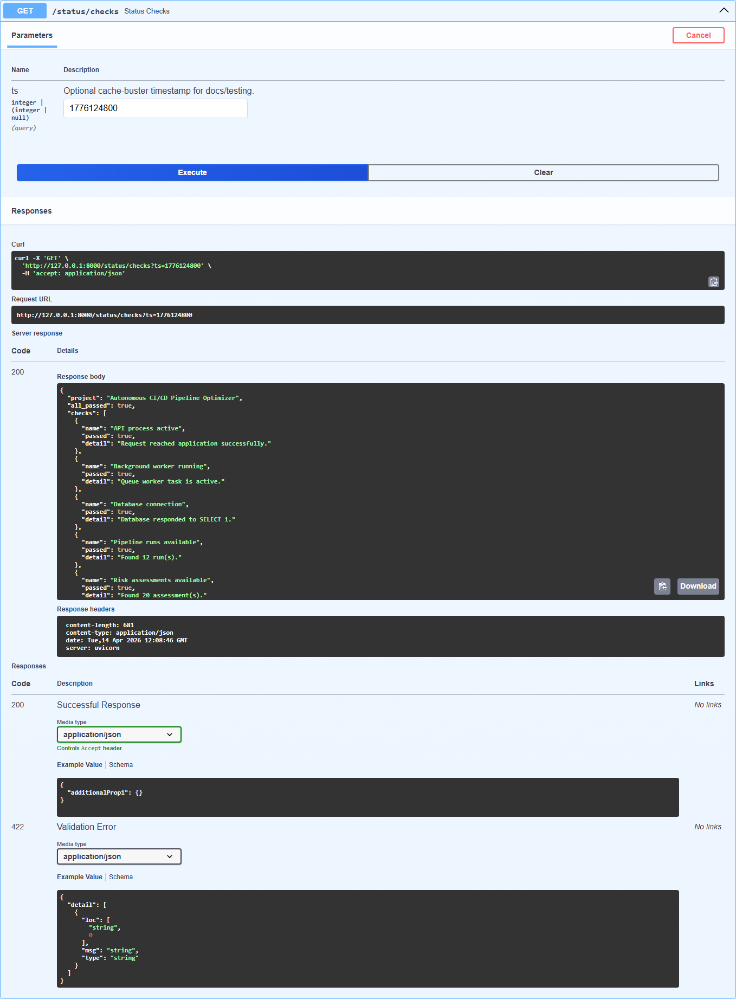 GET /status/checks Status Checks
Parameters
Cancel
Name Description
ts Optional cache-buster timestamp for docs/testing.
integer |
(integer |
null)
(query)
1776124800
Execute Clear
Responses
Curl
curl -X 'GET' \
  'http://127.0.0.1:8000/status/checks?ts=1776124800' \
  -H 'accept: application/json'
Request URL
http://127.0.0.1:8000/status/checks?ts=1776124800
Server response
Code Details
200
Response body
{
  "project": "Autonomous CI/CD Pipeline Optimizer",
  "all_passed": true,
  "checks": [
    {
      "name": "API process active",
      "passed": true,
      "detail": "Request reached application successfully."
    },
    {
      "name": "Background worker running",
      "passed": true,
      "detail": "Queue worker task is active."
    },
    {
      "name": "Database connection",
      "passed": true,
      "detail": "Database responded to SELECT 1."
    },
    {
      "name": "Pipeline runs available",
      "passed": true,
      "detail": "Found 12 run(s)."
    },
    {
      "name": "Risk assessments available",
      "passed": true,
      "detail": "Found 20 assessment(s)."
Download
Response headers
content-length: 681
content-type: application/json
date: Tue,14 Apr 2026 12:08:46 GMT
server: uvicorn
Responses
Code Description Links
200 Successful Response No links
Media type
application/json
Controls Accept header.
Example Value Schema
{
  "additionalProp1": {}
}
422 Validation Error No links
Media type
application/json
Example Value Schema
{
  "detail": [
    {
      "loc": [
        "string",
        0
      ],
      "msg": "string",
      "type": "string"
    }
  ]
}